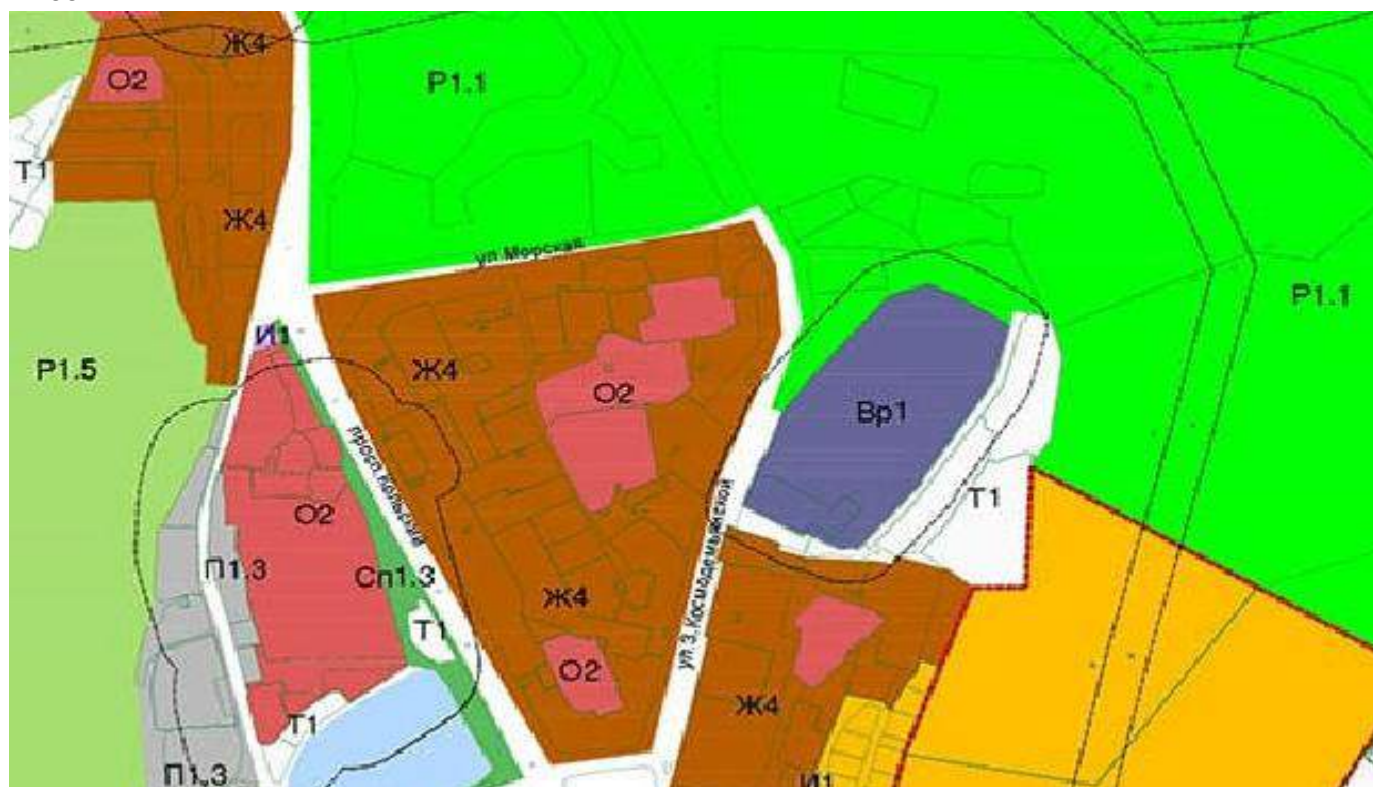 Ж4
О2
Р1.1
Т1
Ж4
ул Морская
Р1.1
И1
Р1.5
Ж4
О2
Вр1
Т1
О2
П1.3
Сп1.3
Ж4
Т1
О2
ул. З. Космодемьянской
Ж4
Т1
П1.3
И1